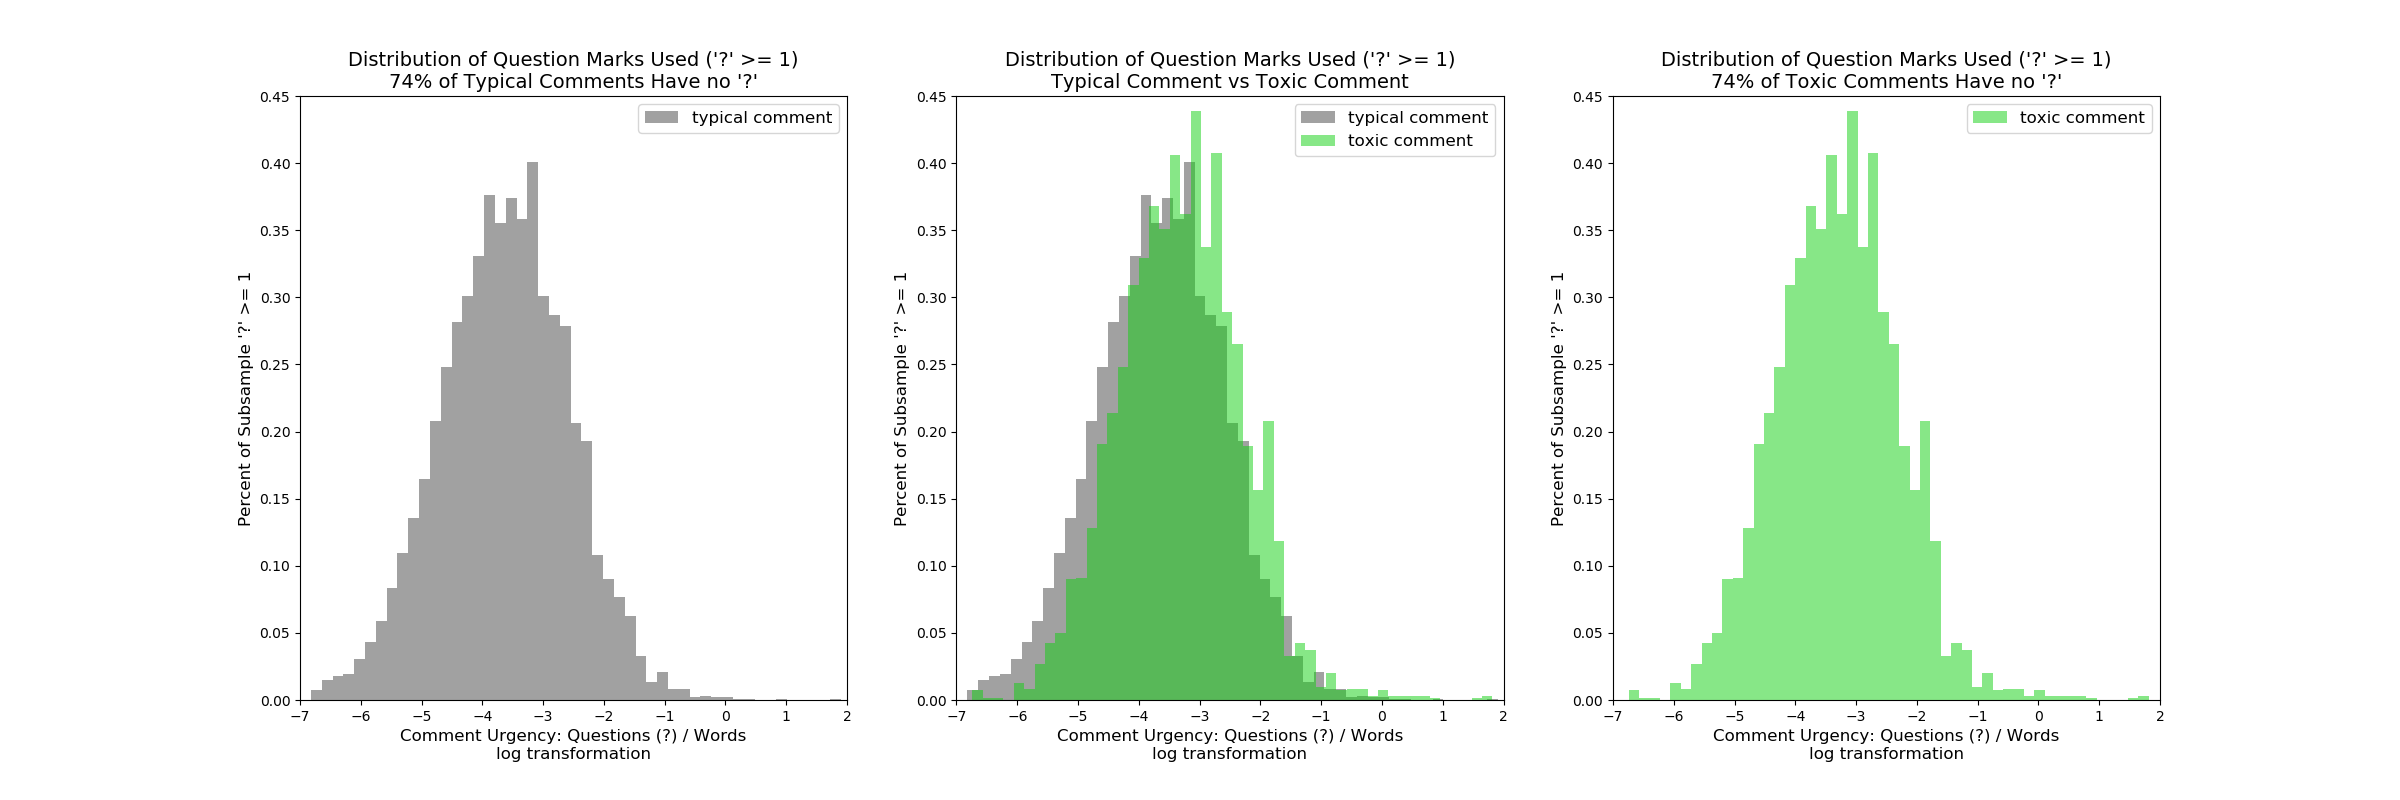 Distribution of Question Marks Used ('?' >= 1)
74% of Typical Comments Have no '?'
typical comment
0.45
0.40
0.35
0.30
0.25
0.20
0.15
0.10
0.05
0.00
Percent of Subsample '?' >= 1
−7 −6 −5 −4 −3 −2 −1 0 1 2
Comment Urgency: Questions (?) / Words
log transformation
Distribution of Question Marks Used ('?' >= 1)
Typical Comment vs Toxic Comment
typical comment
toxic comment
0.45
0.40
0.35
0.30
0.25
0.20
0.15
0.10
0.05
0.00
Percent of Subsample '?' >= 1
−7 −6 −5 −4 −3 −2 −1 0 1 2
Comment Urgency: Questions (?) / Words
log transformation
Distribution of Question Marks Used ('?' >= 1)
74% of Toxic Comments Have no '?'
toxic comment
0.45
0.40
0.35
0.30
0.25
0.20
0.15
0.10
0.05
0.00
Percent of Subsample '?' >= 1
−7 −6 −5 −4 −3 −2 −1 0 1 2
Comment Urgency: Questions (?) / Words
log transformation